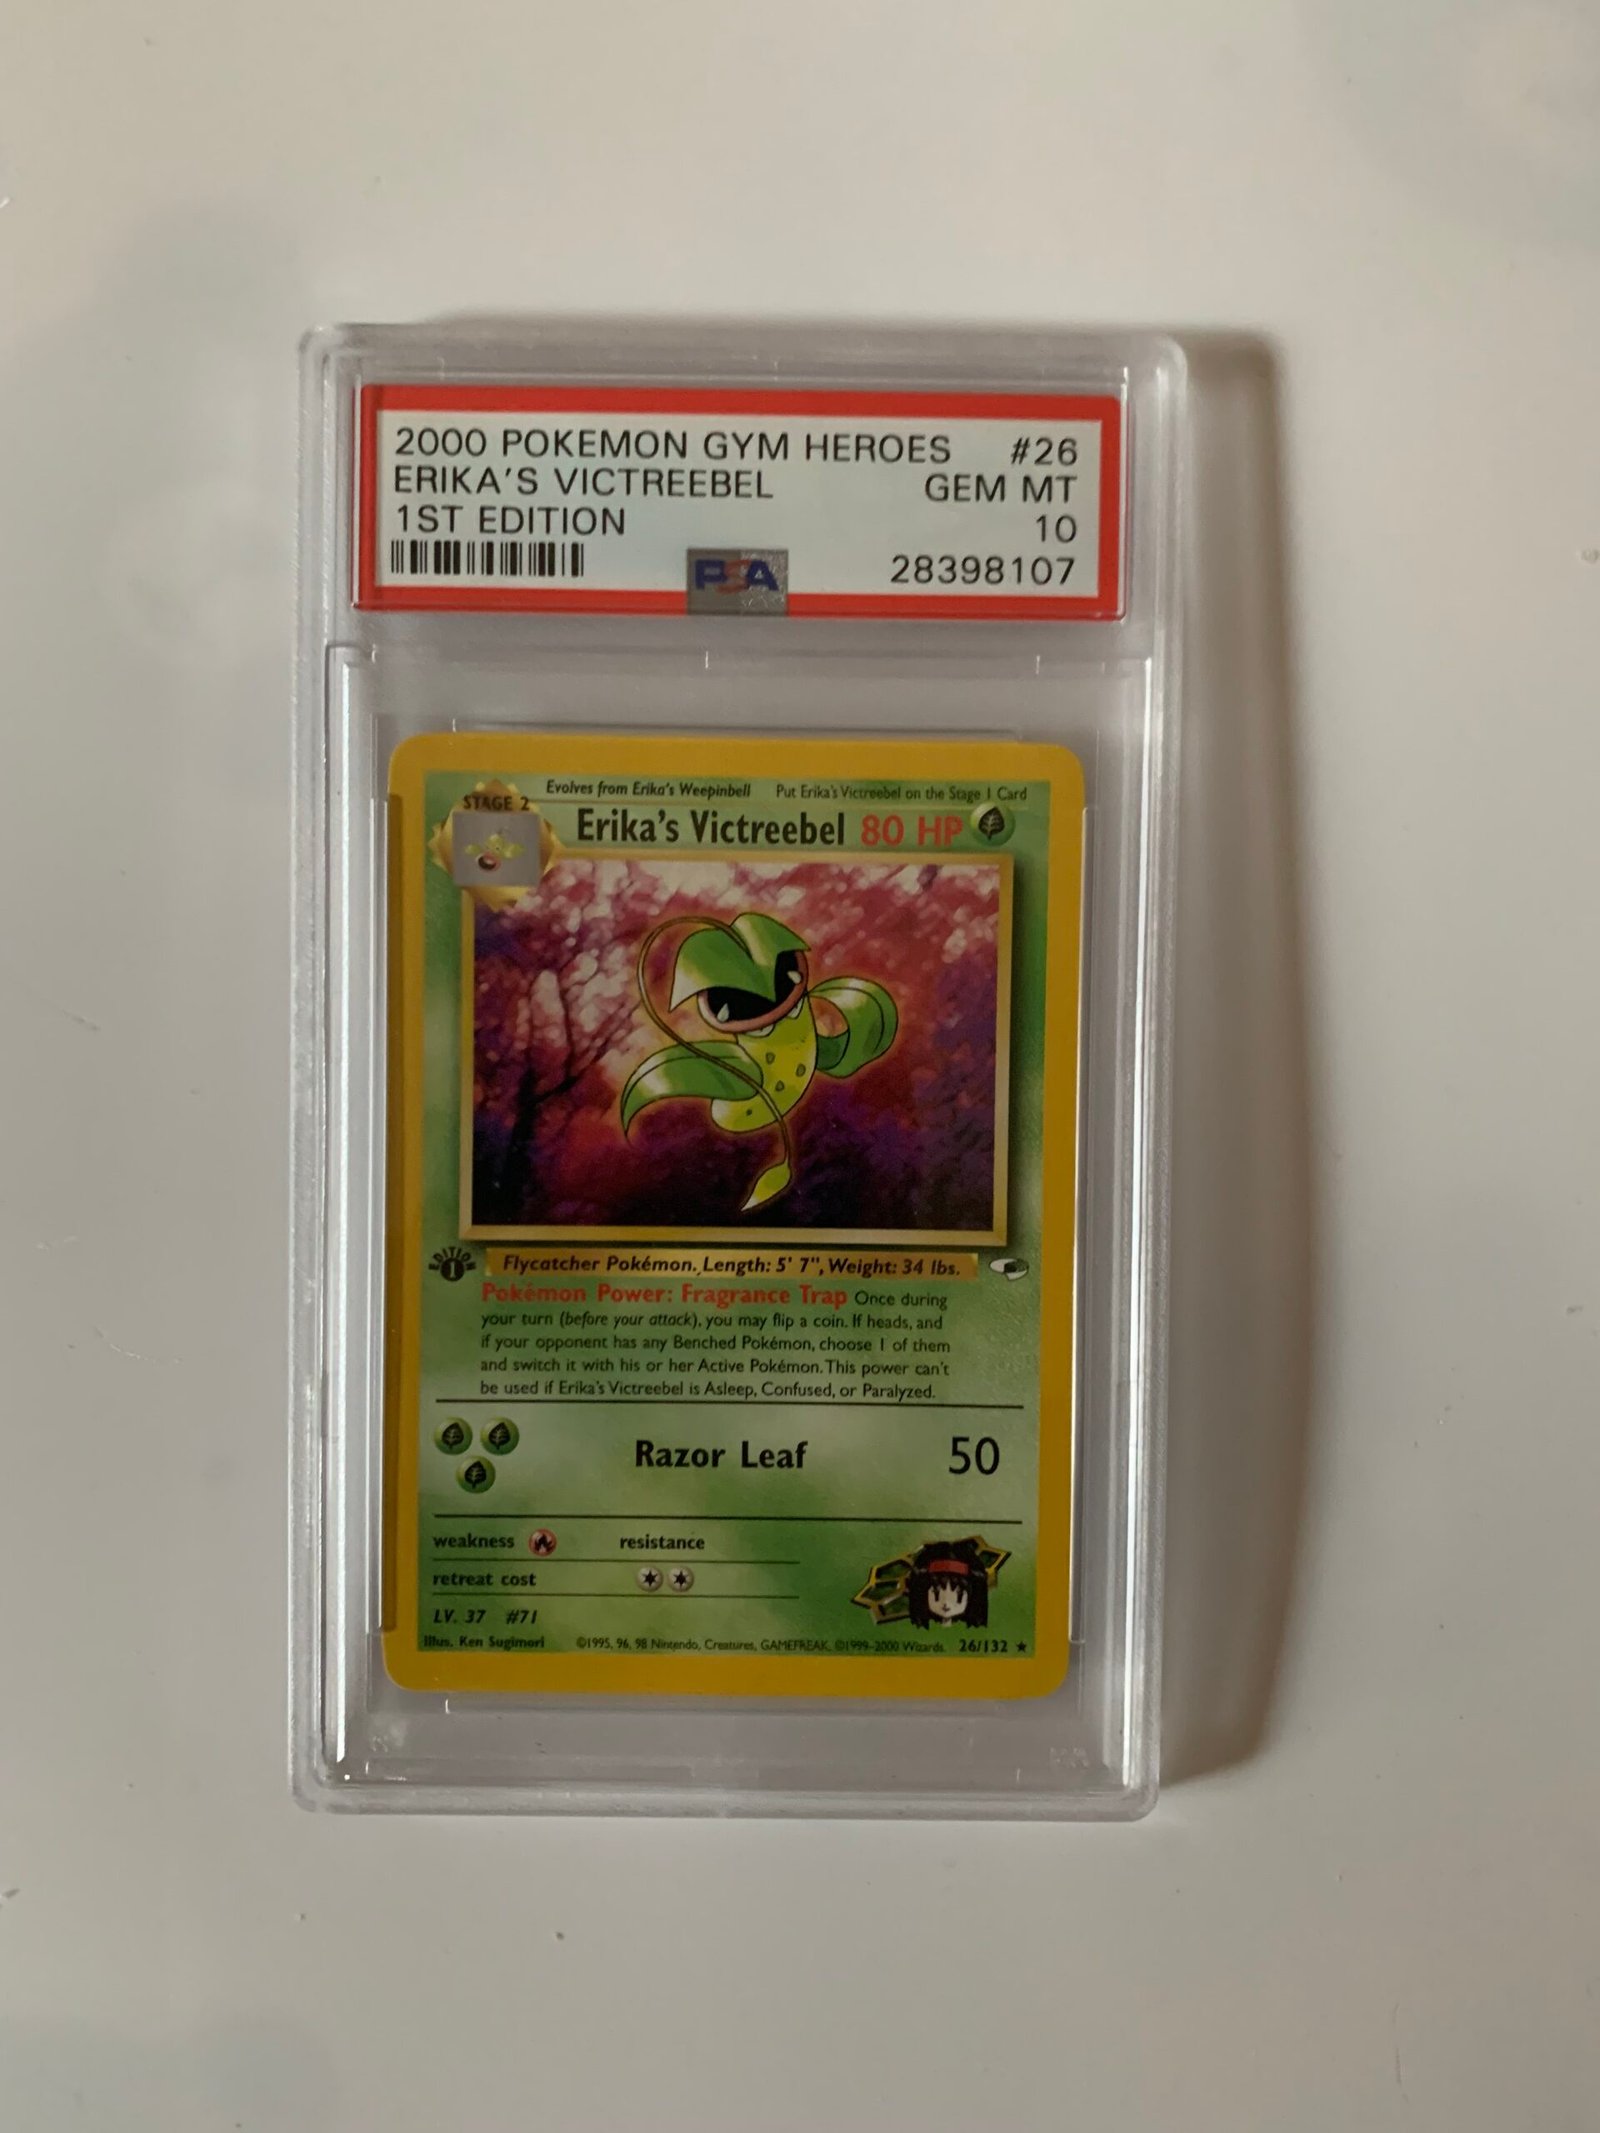 2000 POKEMON GYM HEROES #26
ERIKA'S VICTREEBEL GEM MT
1ST EDITION 10
PSA 28398107
Evolves from Erika's Weepinbell Put Erika's Victreebel on the Stage 1 Card
STAGE 2
Erika's Victreebel 80 HP
EDITION 1
Flycatcher Pokémon. Length: 5' 7", Weight: 34 lbs.
Pokémon Power: Fragrance Trap Once during
your turn (before your attack), you may flip a coin. If heads, and
if your opponent has any Benched Pokémon, choose 1 of them
and switch it with his or her Active Pokémon. This power can't
be used if Erika's Victreebel is Asleep, Confused, or Paralyzed.
Razor Leaf 50
weakness resistance
retreat cost
LV. 37 #71
Illus. Ken Sugimori ©1995, 96, 98 Nintendo, Creatures, GAMEFREAK. ©1999-2000 Wizards. 26/132 ★